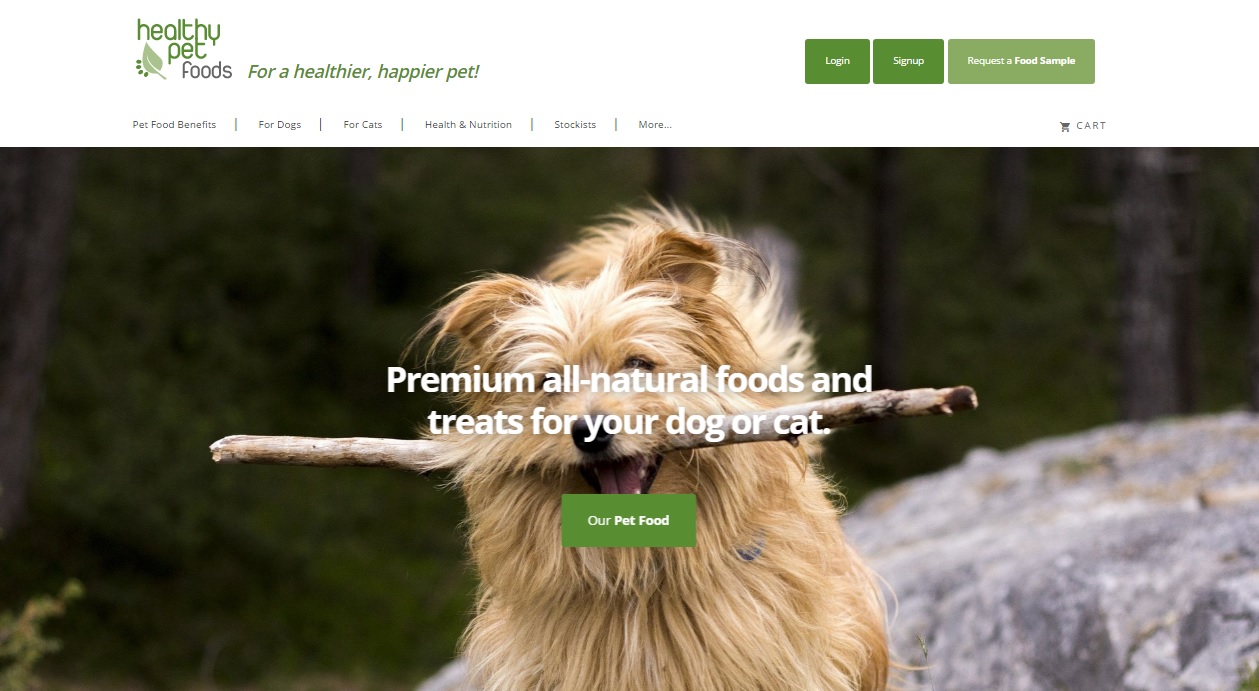 healthy
pet
foods
For a healthier, happier pet!
Login
Signup
Request a Food Sample
Pet Food Benefits
For Dogs
For Cats
Health & Nutrition
Stockists
More...
CART
Premium all-natural foods and
treats for your dog or cat.
Our Pet Food